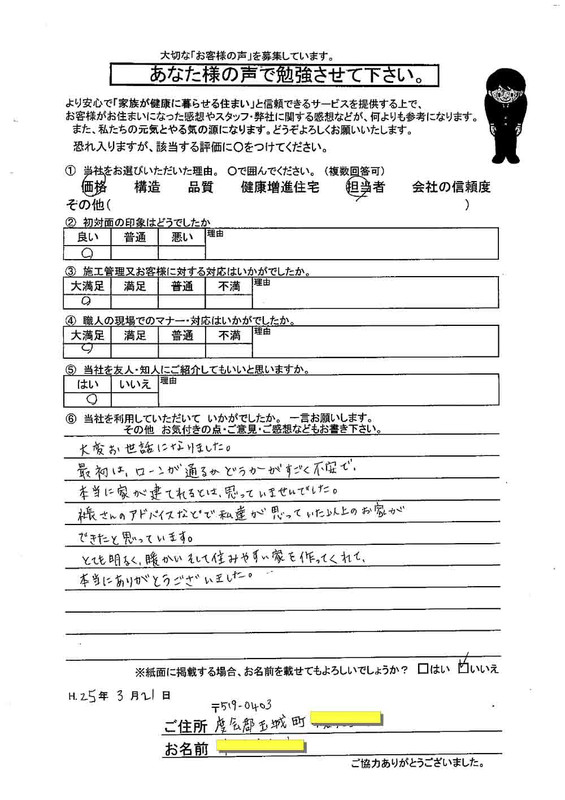 大切な「お客様の声」を募集しています。
あなた様の声で勉強させて下さい。
より安心で「家族が健康に暮らせる住まい」と信頼できるサービスを提供する上で、
お客様がお住まいになった感想やスタッフ・弊社に関する感想などが、何よりも参考になります。
また、私たちの元気とやる気の源になります。どうぞよろしくお願いいたします。
恐れ入りますが、該当する評価に〇をつけてください。
① 当社をお選びいただいた理由。 〇で囲んでください。（複数回答可）
価格 構造 品質 健康増進住宅 担当者 会社の信頼度
その他( )
② 初対面の印象はどうでしたか
良い 普通 悪い 理由
③ 施工管理又お客様に対する対応はいかがでしたか。
大満足 満足 普通 不満 理由
④ 職人の現場でのマナー・対応はいかがでしたか。
大満足 満足 普通 不満 理由
⑤ 当社を友人・知人にご紹介してもいいと思いますか。
はい いいえ 理由
⑥ 当社を利用していただいて いかがでしたか。 一言お願いします。
その他 お気付きの点・ご意見・ご感想などもお書き下さい。
大変お世話になりました。
最初は、ローンが通るかどうかがすごく不安で、
本当に家が建てれるとは、思っていませんでした。
さんのアドバイスなどで私達が思っていた以上のお家が
できたと思っています。
とても明るく、暖かいそして住みやすい家を作ってくれて、
本当にありがとうございました。
※紙面に掲載する場合、お名前を載せてもよろしいでしょうか？ □はい ☑いいえ
H.25年 3月21日
〒519-0403
ご住所 度会郡玉城町
お名前
ご協力ありがとうございました。